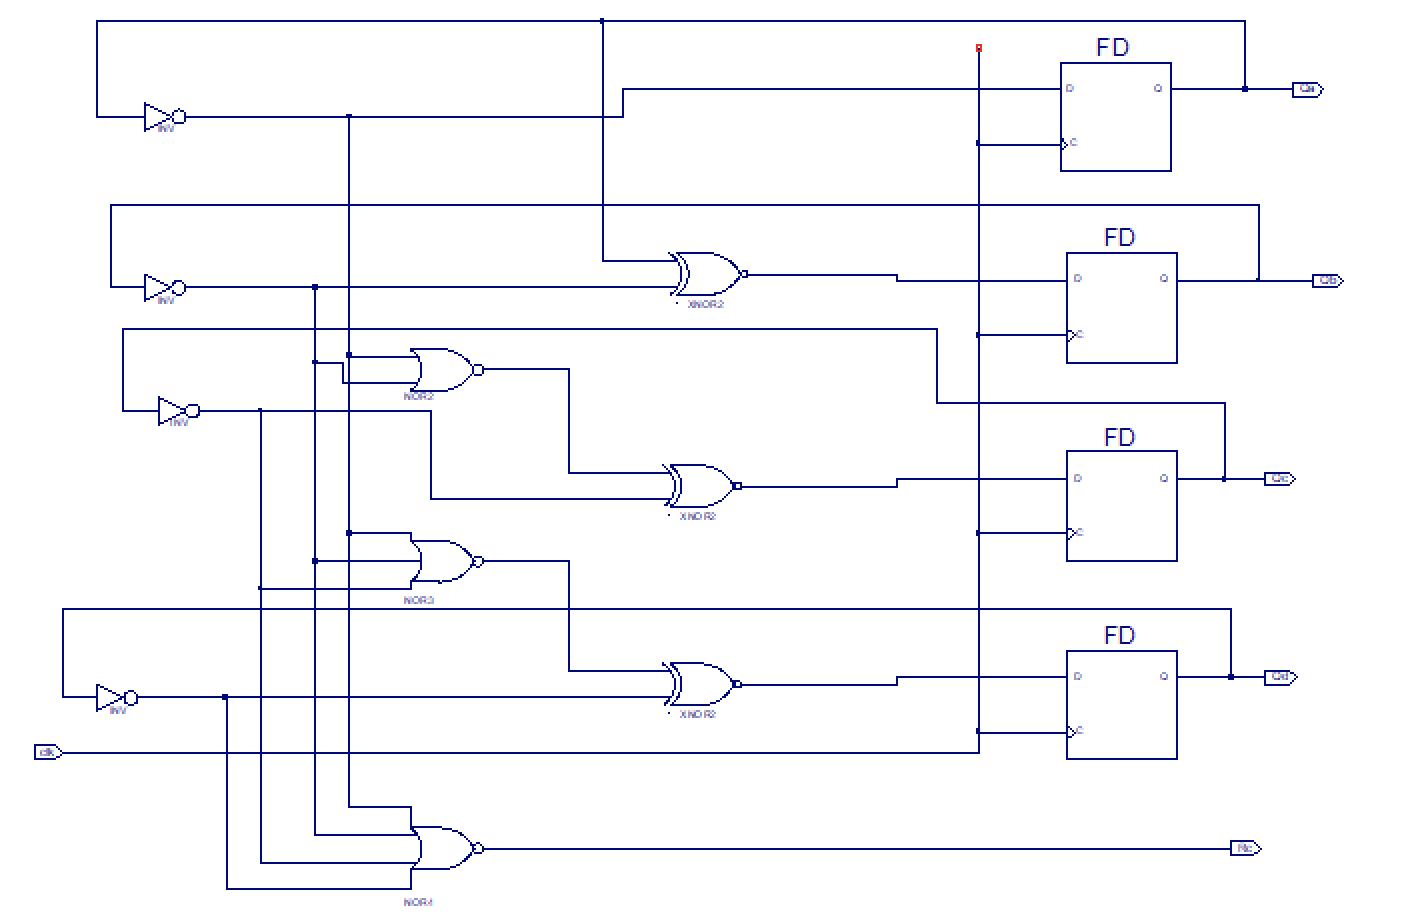 FD
D
Q
Qa
INV
C
FD
D
Q
Qb
INV
XNOR2
C
NOR2
INV
FD
D
Q
Qc
XNOR2
C
NOR3
FD
D
Q
Qd
INV
XNOR2
C
clk
Rc
NOR4